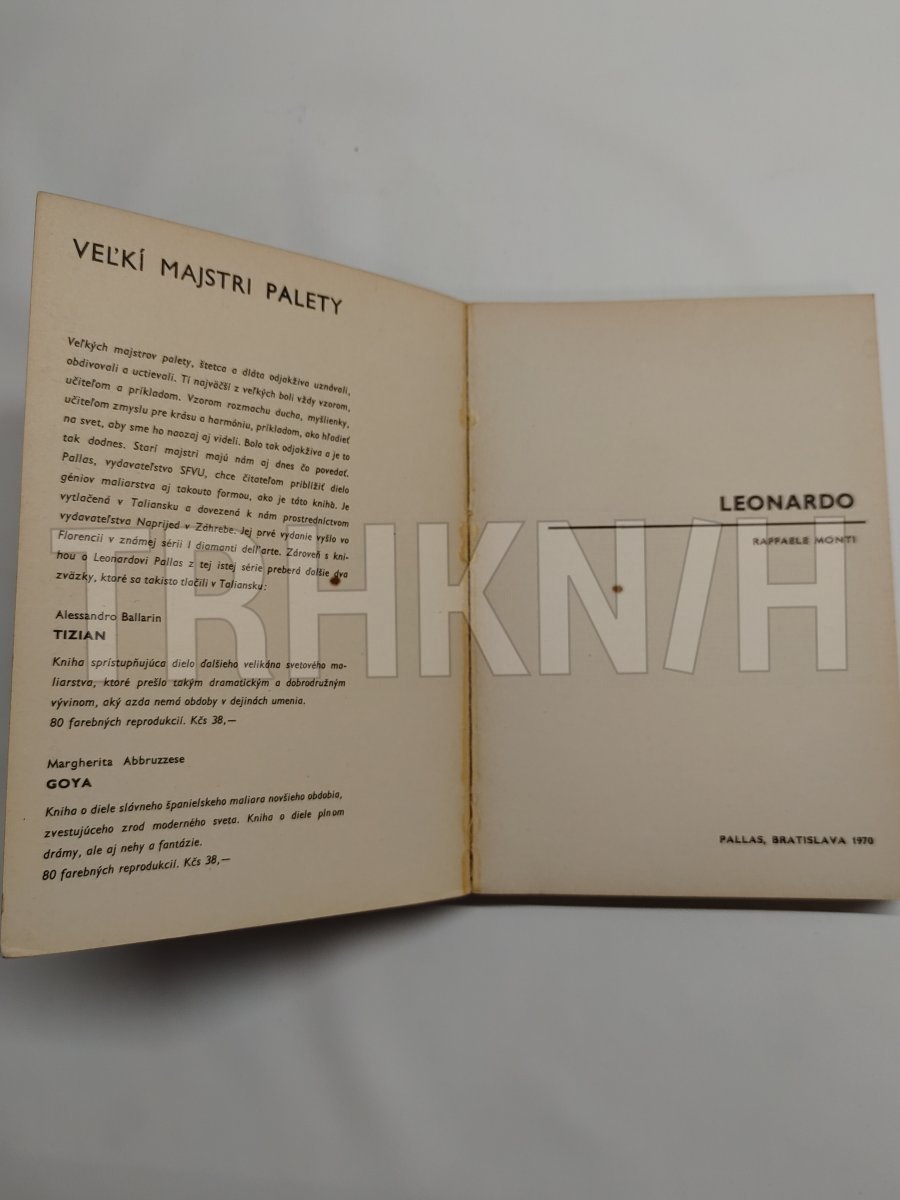 VEĽKÍ MAJSTRI PALETY
Veľkých majstrov palety, štetca a dláta odjakživa uznávali,
obdivovali a uctievali. Tí najväčší z veľkých boli vždy vzorom,
učiteľom a príkladom. Vzorom rozmachu ducha, myšlienky,
učiteľom zmyslu pre krásu a harmóniu, príkladom, ako hľadieť
na svet, aby sme ho naozaj aj videli. Bolo tak odjakživa a je to
tak dodnes. Starí majstri majú nám aj dnes čo povedať.
Pallas, vydavateľstvo SFVU, chce čitateľom priblížiť dielo
géniov maliarstva aj takouto formou, ako je táto kniha. Je
vytlačená v Taliansku a dovezená k nám prostredníctvom
vydavateľstva Naprijed v Záhrebe. Jej prvé vydanie vyšlo vo
Florencii v známej sérii I diamanti dell'arte. Zároveň s kni-
hou o Leonardovi Pallas z tej istej série preberá ďalšie dva
zväzky, ktoré sa takisto tlačili v Taliansku:
Alessandro Ballarin
TIZIAN
Kniha sprístupňujúca dielo ďalšieho velikána svetového ma-
liarstva, ktoré prešlo takým dramatickým a dobrodružným
vývinom, aký azda nemá obdoby v dejinách umenia.
80 farebných reprodukcií. Kčs 38,—
Margherita Abbruzzese
GOYA
Kniha o diele slávneho španielskeho maliara novšieho obdobia,
zvestujúceho zrod moderného sveta. Kniha o diele plnom
drámy, ale aj nehy a fantázie.
80 farebných reprodukcií. Kčs 38,—
LEONARDO
RAFFAELE MONTI
PALLAS, BRATISLAVA 1970
TRHKNIH